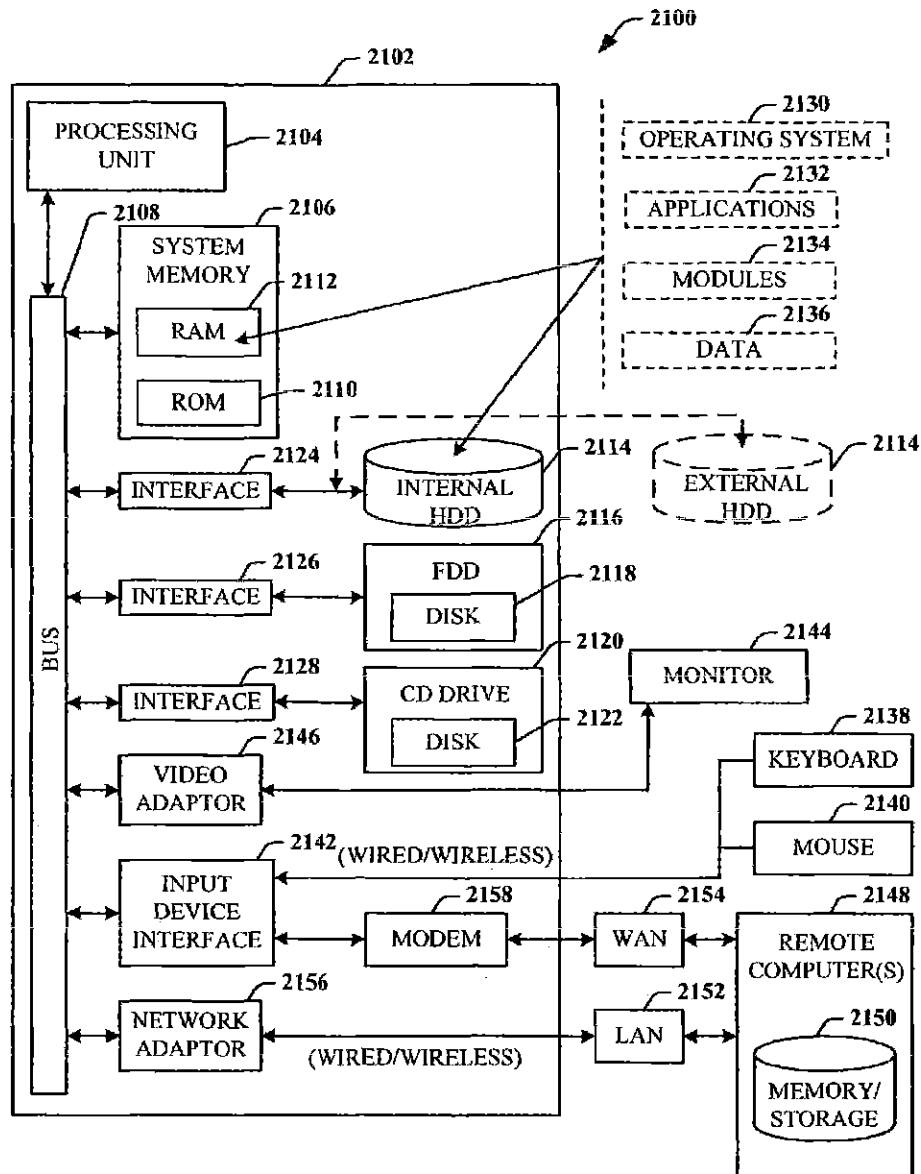 2100
2102
PROCESSING
UNIT
2104
2130
OPERATING SYSTEM
2132
APPLICATIONS
2134
MODULES
2136
DATA
2108
2106
SYSTEM
MEMORY
2112
RAM
2110
ROM
2124
INTERFACE
2114
INTERNAL
HDD
2114
EXTERNAL
HDD
2126
INTERFACE
2116
FDD
2118
DISK
BUS
2128
INTERFACE
2120
CD DRIVE
2122
DISK
2144
MONITOR
2138
KEYBOARD
2140
MOUSE
2146
VIDEO
ADAPTOR
2142
INPUT
DEVICE
INTERFACE
(WIRED/WIRELESS)
2158
MODEM
2154
WAN
2148
REMOTE
COMPUTER(S)
2156
NETWORK
ADAPTOR
(WIRED/WIRELESS)
2152
LAN
2150
MEMORY/
STORAGE